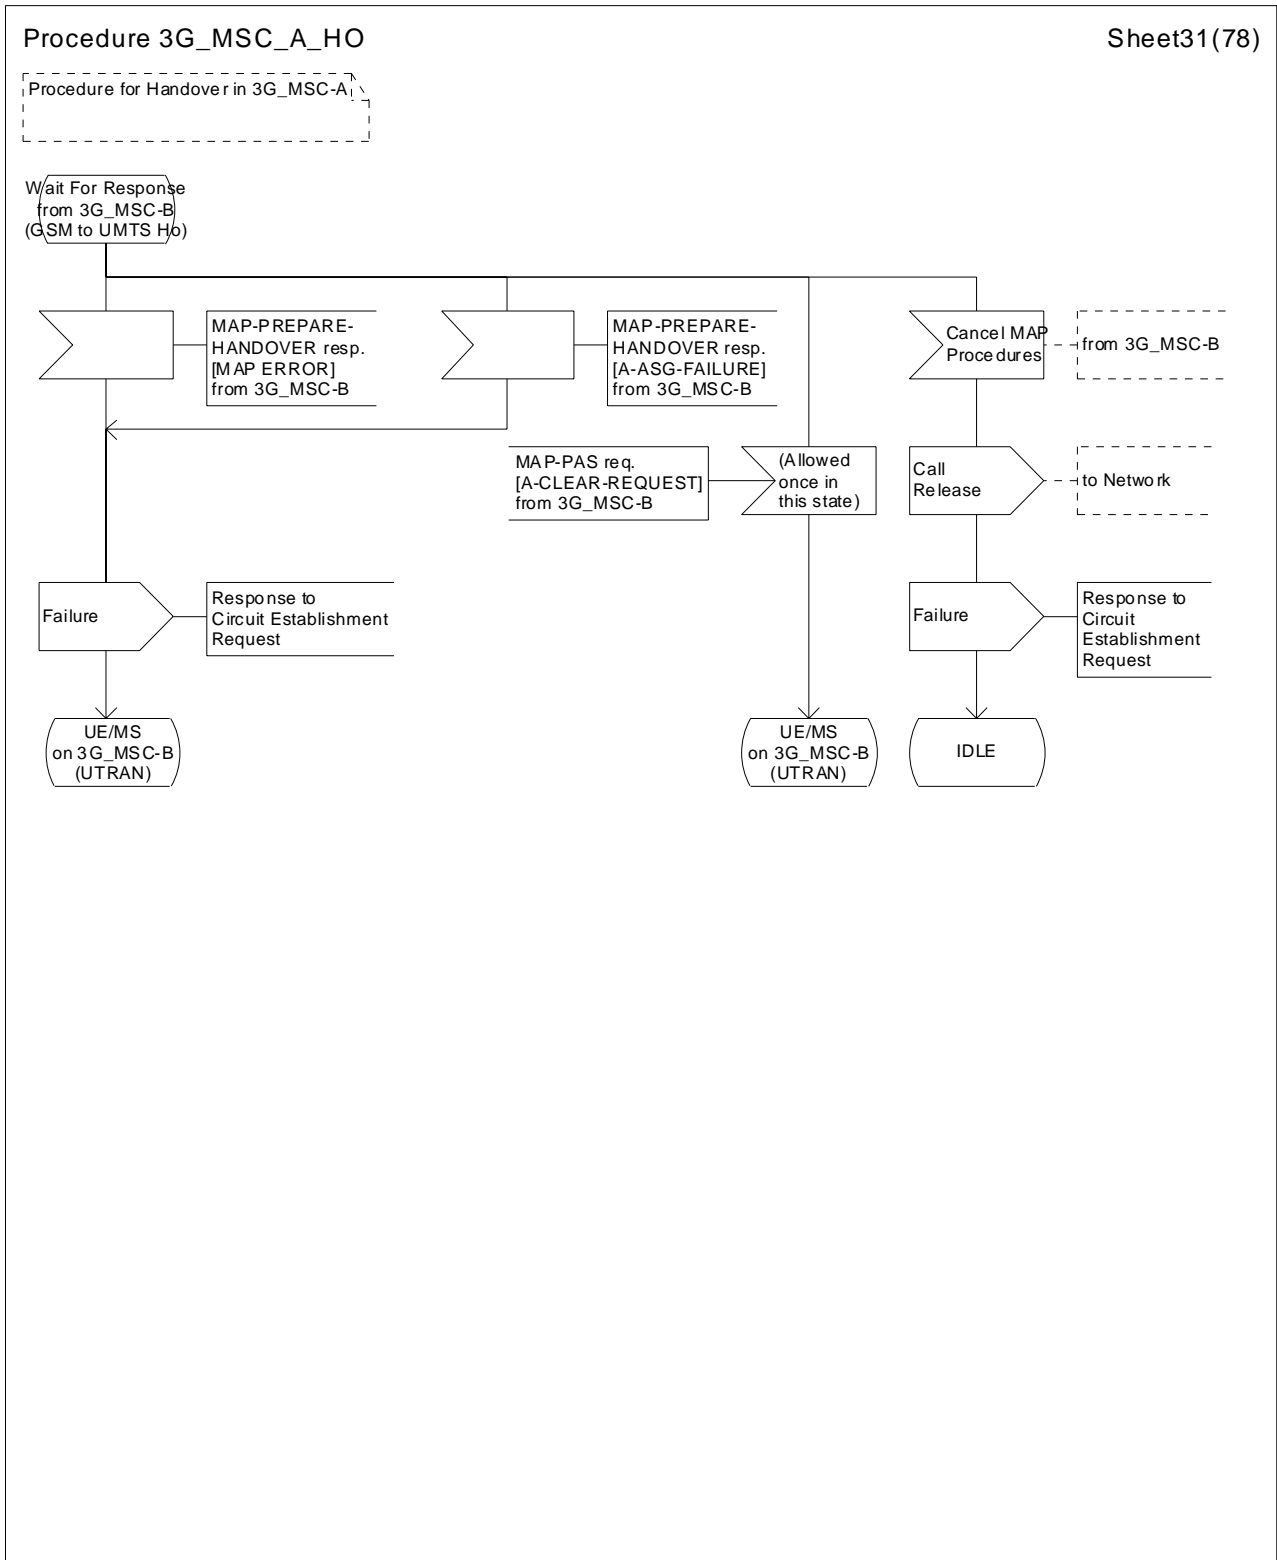 Procedure 3G_MSC_A_HO
Sheet31(78)
Procedure for Handover in 3G_MSC-A
Wait For Response
from 3G_MSC-B
(GSM to UMTS Ho)
MAP-PREPARE-
HANDOVER resp.
[MAP ERROR]
from 3G_MSC-B
MAP-PREPARE-
HANDOVER resp.
[A-ASG-FAILURE]
from 3G_MSC-B
Cancel MAP
Procedures
from 3G_MSC-B
MAP-PAS req.
[A-CLEAR-REQUEST]
from 3G_MSC-B
(Allowed
once in
this state)
Call
Release
to Network
Failure
Response to
Circuit Establishment
Request
Failure
Response to
Circuit
Establishment
Request
UE/MS
on 3G_MSC-B
(UTRAN)
UE/MS
on 3G_MSC-B
(UTRAN)
IDLE